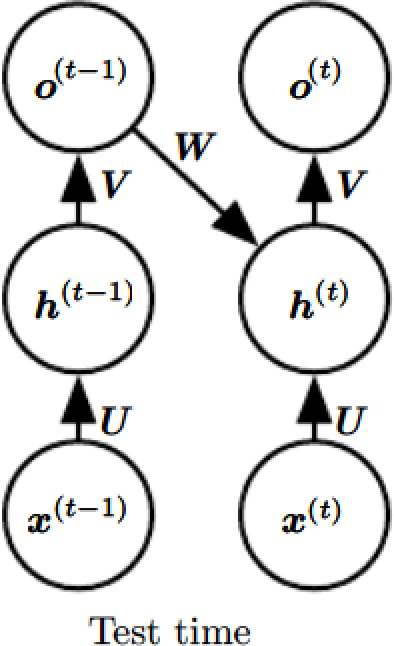 o^(t−1) o^(t)
W
V V
h^(t−1) h^(t)
U U
x^(t−1) x^(t)
Test time